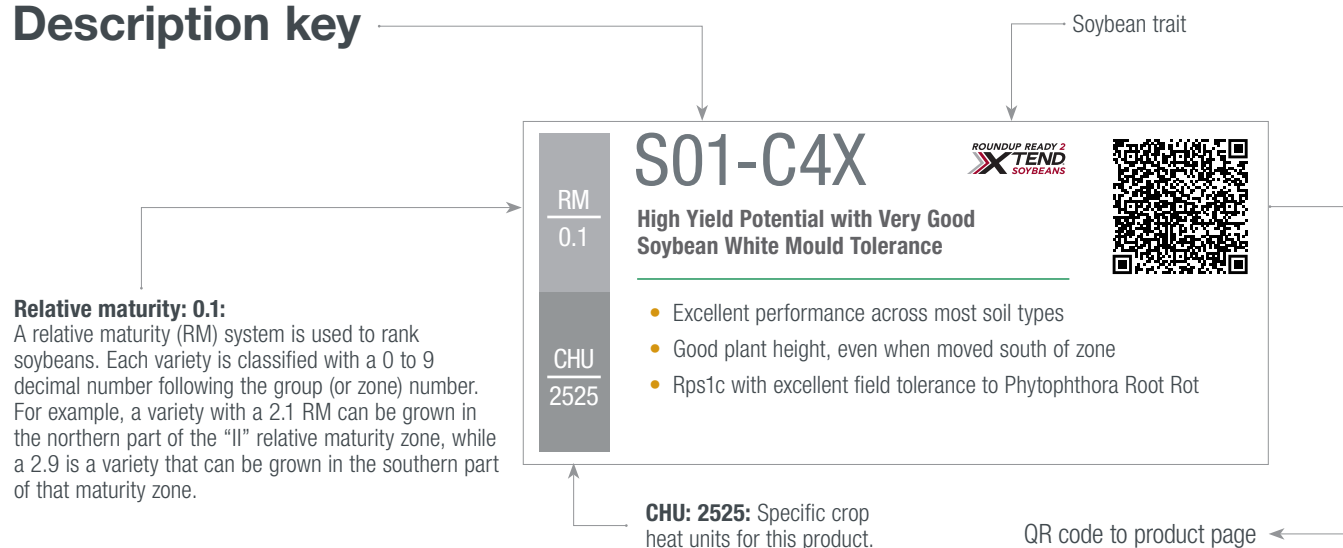 Description key
Soybean trait
RM
0.1
CHU
2525
S01-C4X
ROUNDUP READY 2
XTEND
SOYBEANS
High Yield Potential with Very Good
Soybean White Mould Tolerance
• Excellent performance across most soil types
• Good plant height, even when moved south of zone
• Rps1c with excellent field tolerance to Phytophthora Root Rot
Relative maturity: 0.1:
A relative maturity (RM) system is used to rank
soybeans. Each variety is classified with a 0 to 9
decimal number following the group (or zone) number.
For example, a variety with a 2.1 RM can be grown in
the northern part of the “II” relative maturity zone, while
a 2.9 is a variety that can be grown in the southern part
of that maturity zone.
CHU: 2525: Specific crop
heat units for this product.
QR code to product page